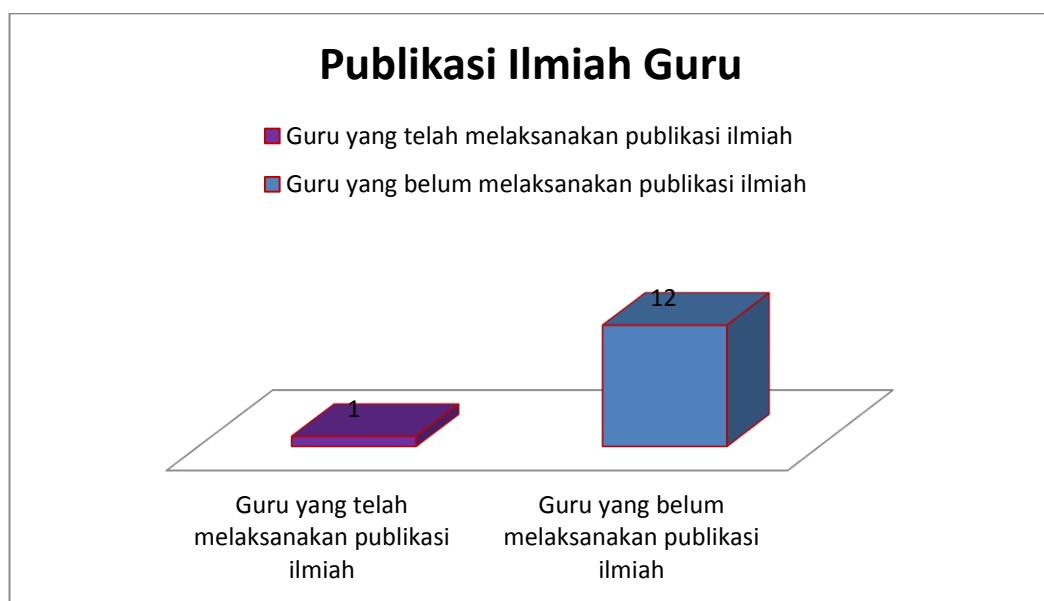 Publikasi Ilmiah Guru
Guru yang telah melaksanakan publikasi ilmiah
Guru yang belum melaksanakan publikasi ilmiah
1
12
Guru yang telah
melaksanakan publikasi
ilmiah
Guru yang belum
melaksanakan publikasi
ilmiah